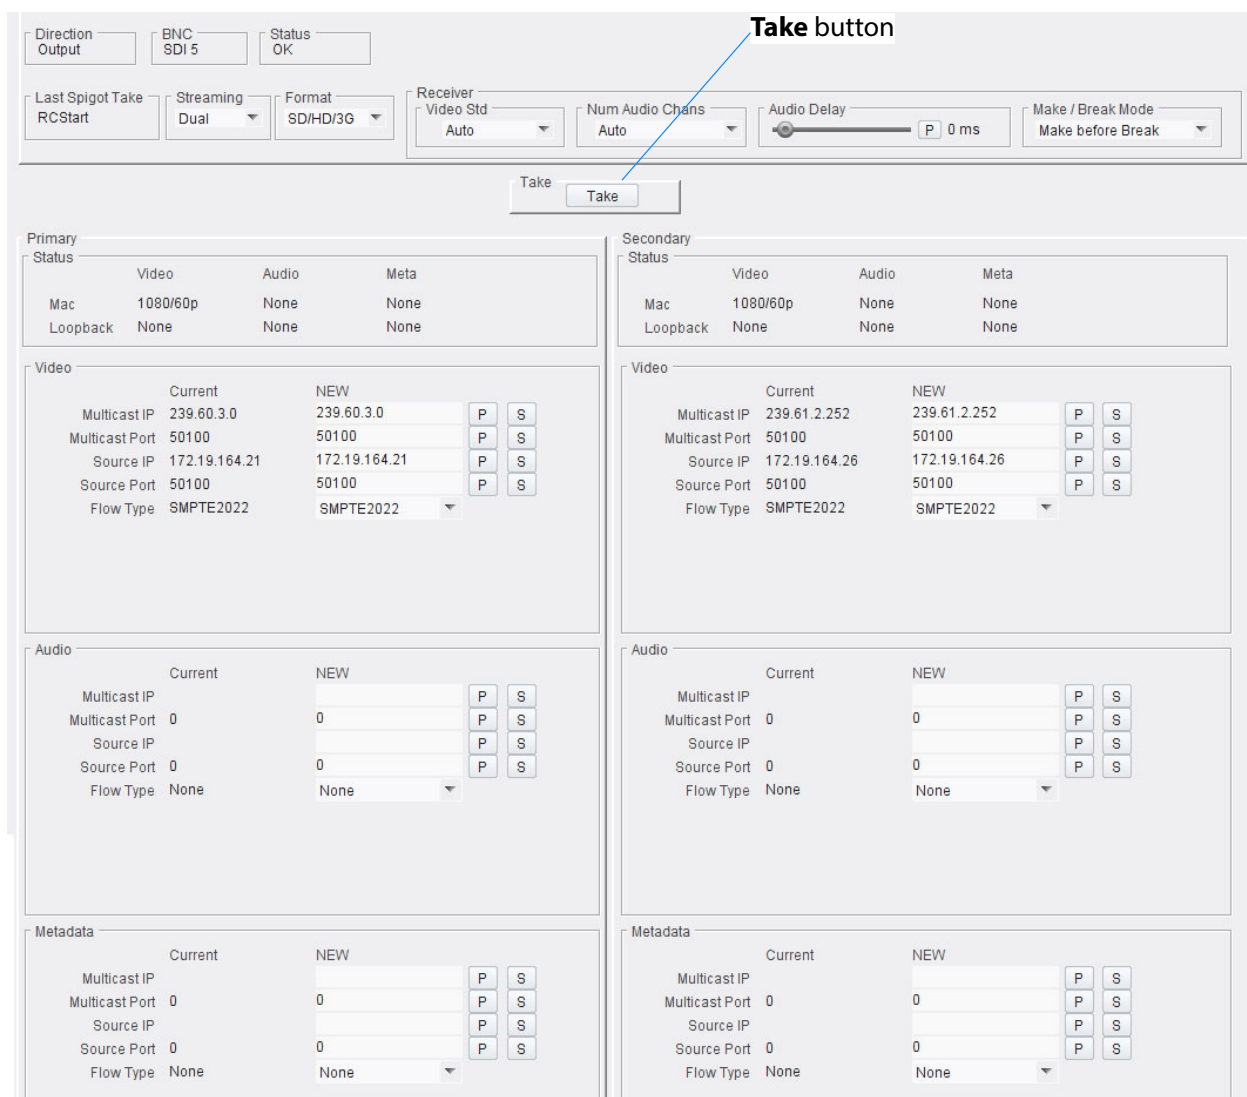 Take button
Direction BNC Status
Output SDI 5 OK
Last Spigot Take Streaming Format Receiver
Video Std Num Audio Chans Audio Delay Make / Break Mode
RCStart Dual SD/HD/3G Auto Auto P 0 ms Make before Break
Take Take
Primary
Status
Video Audio Meta
Mac 1080/60p None None
Loopback None None None
Video
Current NEW
Multicast IP 239.60.3.0 239.60.3.0 P S
Multicast Port 50100 50100 P S
Source IP 172.19.164.21 172.19.164.21 P S
Source Port 50100 50100 P S
Flow Type SMPTE2022 SMPTE2022
Audio
Current NEW
Multicast IP P S
Multicast Port 0 0 P S
Source IP P S
Source Port 0 0 P S
Flow Type None None
Metadata
Current NEW
Multicast IP P S
Multicast Port 0 0 P S
Source IP P S
Source Port 0 0 P S
Flow Type None None
Secondary
Status
Video Audio Meta
Mac 1080/60p None None
Loopback None None None
Video
Current NEW
Multicast IP 239.61.2.252 239.61.2.252 P S
Multicast Port 50100 50100 P S
Source IP 172.19.164.26 172.19.164.26 P S
Source Port 50100 50100 P S
Flow Type SMPTE2022 SMPTE2022
Audio
Current NEW
Multicast IP P S
Multicast Port 0 0 P S
Source IP P S
Source Port 0 0 P S
Flow Type None None
Metadata
Current NEW
Multicast IP P S
Multicast Port 0 0 P S
Source IP P S
Source Port 0 0 P S
Flow Type None None